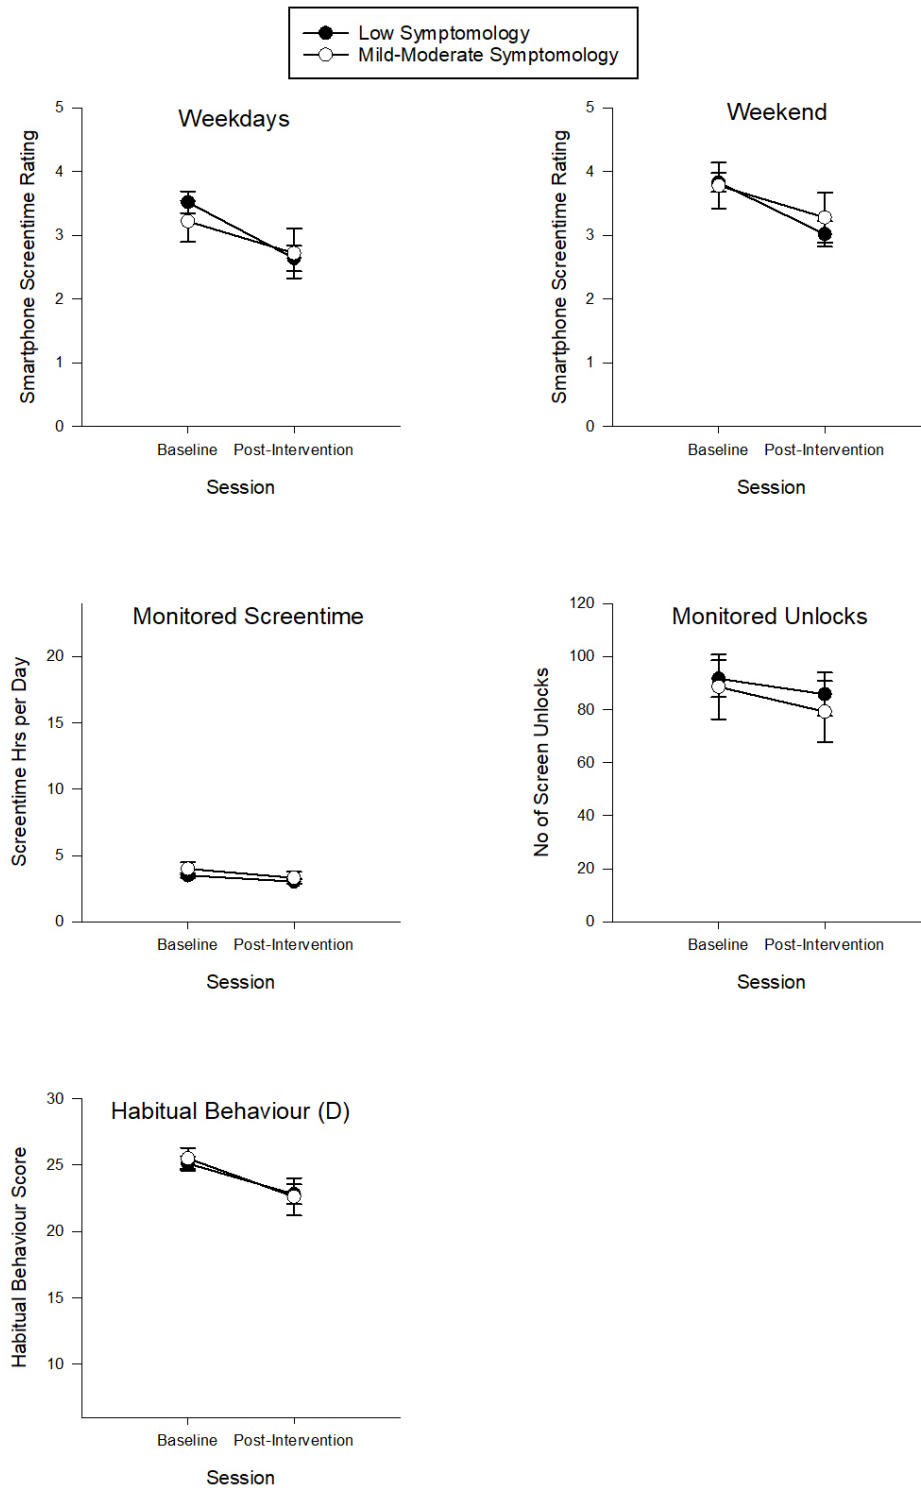 Low Symptomology
Mild-Moderate Symptomology
Weekdays
Smartphone Screentime Rating
5
4
3
2
1
0
Baseline Post-Intervention
Session
Weekend
Smartphone Screentime Rating
5
4
3
2
1
0
Baseline Post-Intervention
Session
Monitored Screentime
Screentime Hrs per Day
20
15
10
5
0
Baseline Post-Intervention
Session
Monitored Unlocks
No of Screen Unlocks
120
100
80
60
40
20
0
Baseline Post-Intervention
Session
Habitual Behaviour (D)
Habitual Behaviour Score
30
25
20
15
10
Baseline Post-Intervention
Session